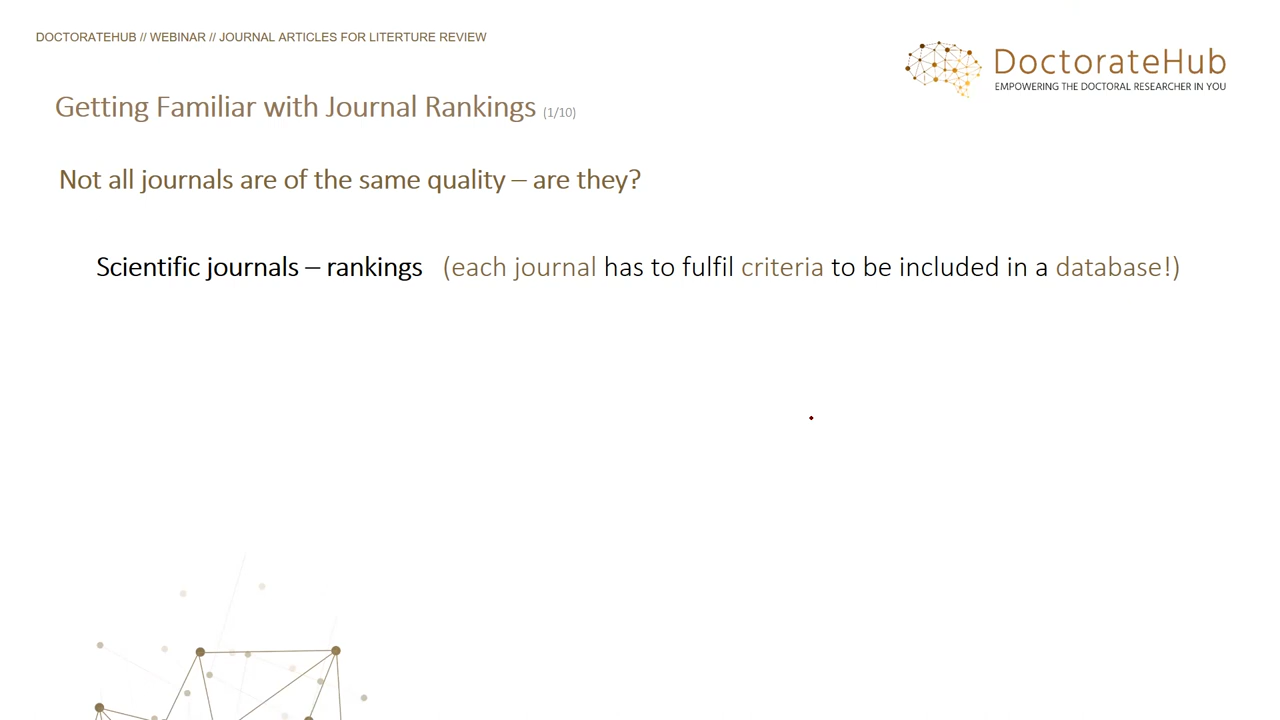 DOCTORATEHUB // WEBINAR // JOURNAL ARTICLES FOR LITERTURE REVIEW
DoctorateHub
EMPOWERING THE DOCTORAL RESEARCHER IN YOU
Getting Familiar with Journal Rankings (1/10)
Not all journals are of the same quality – are they?
Scientific journals – rankings (each journal has to fulfil criteria to be included in a database!)